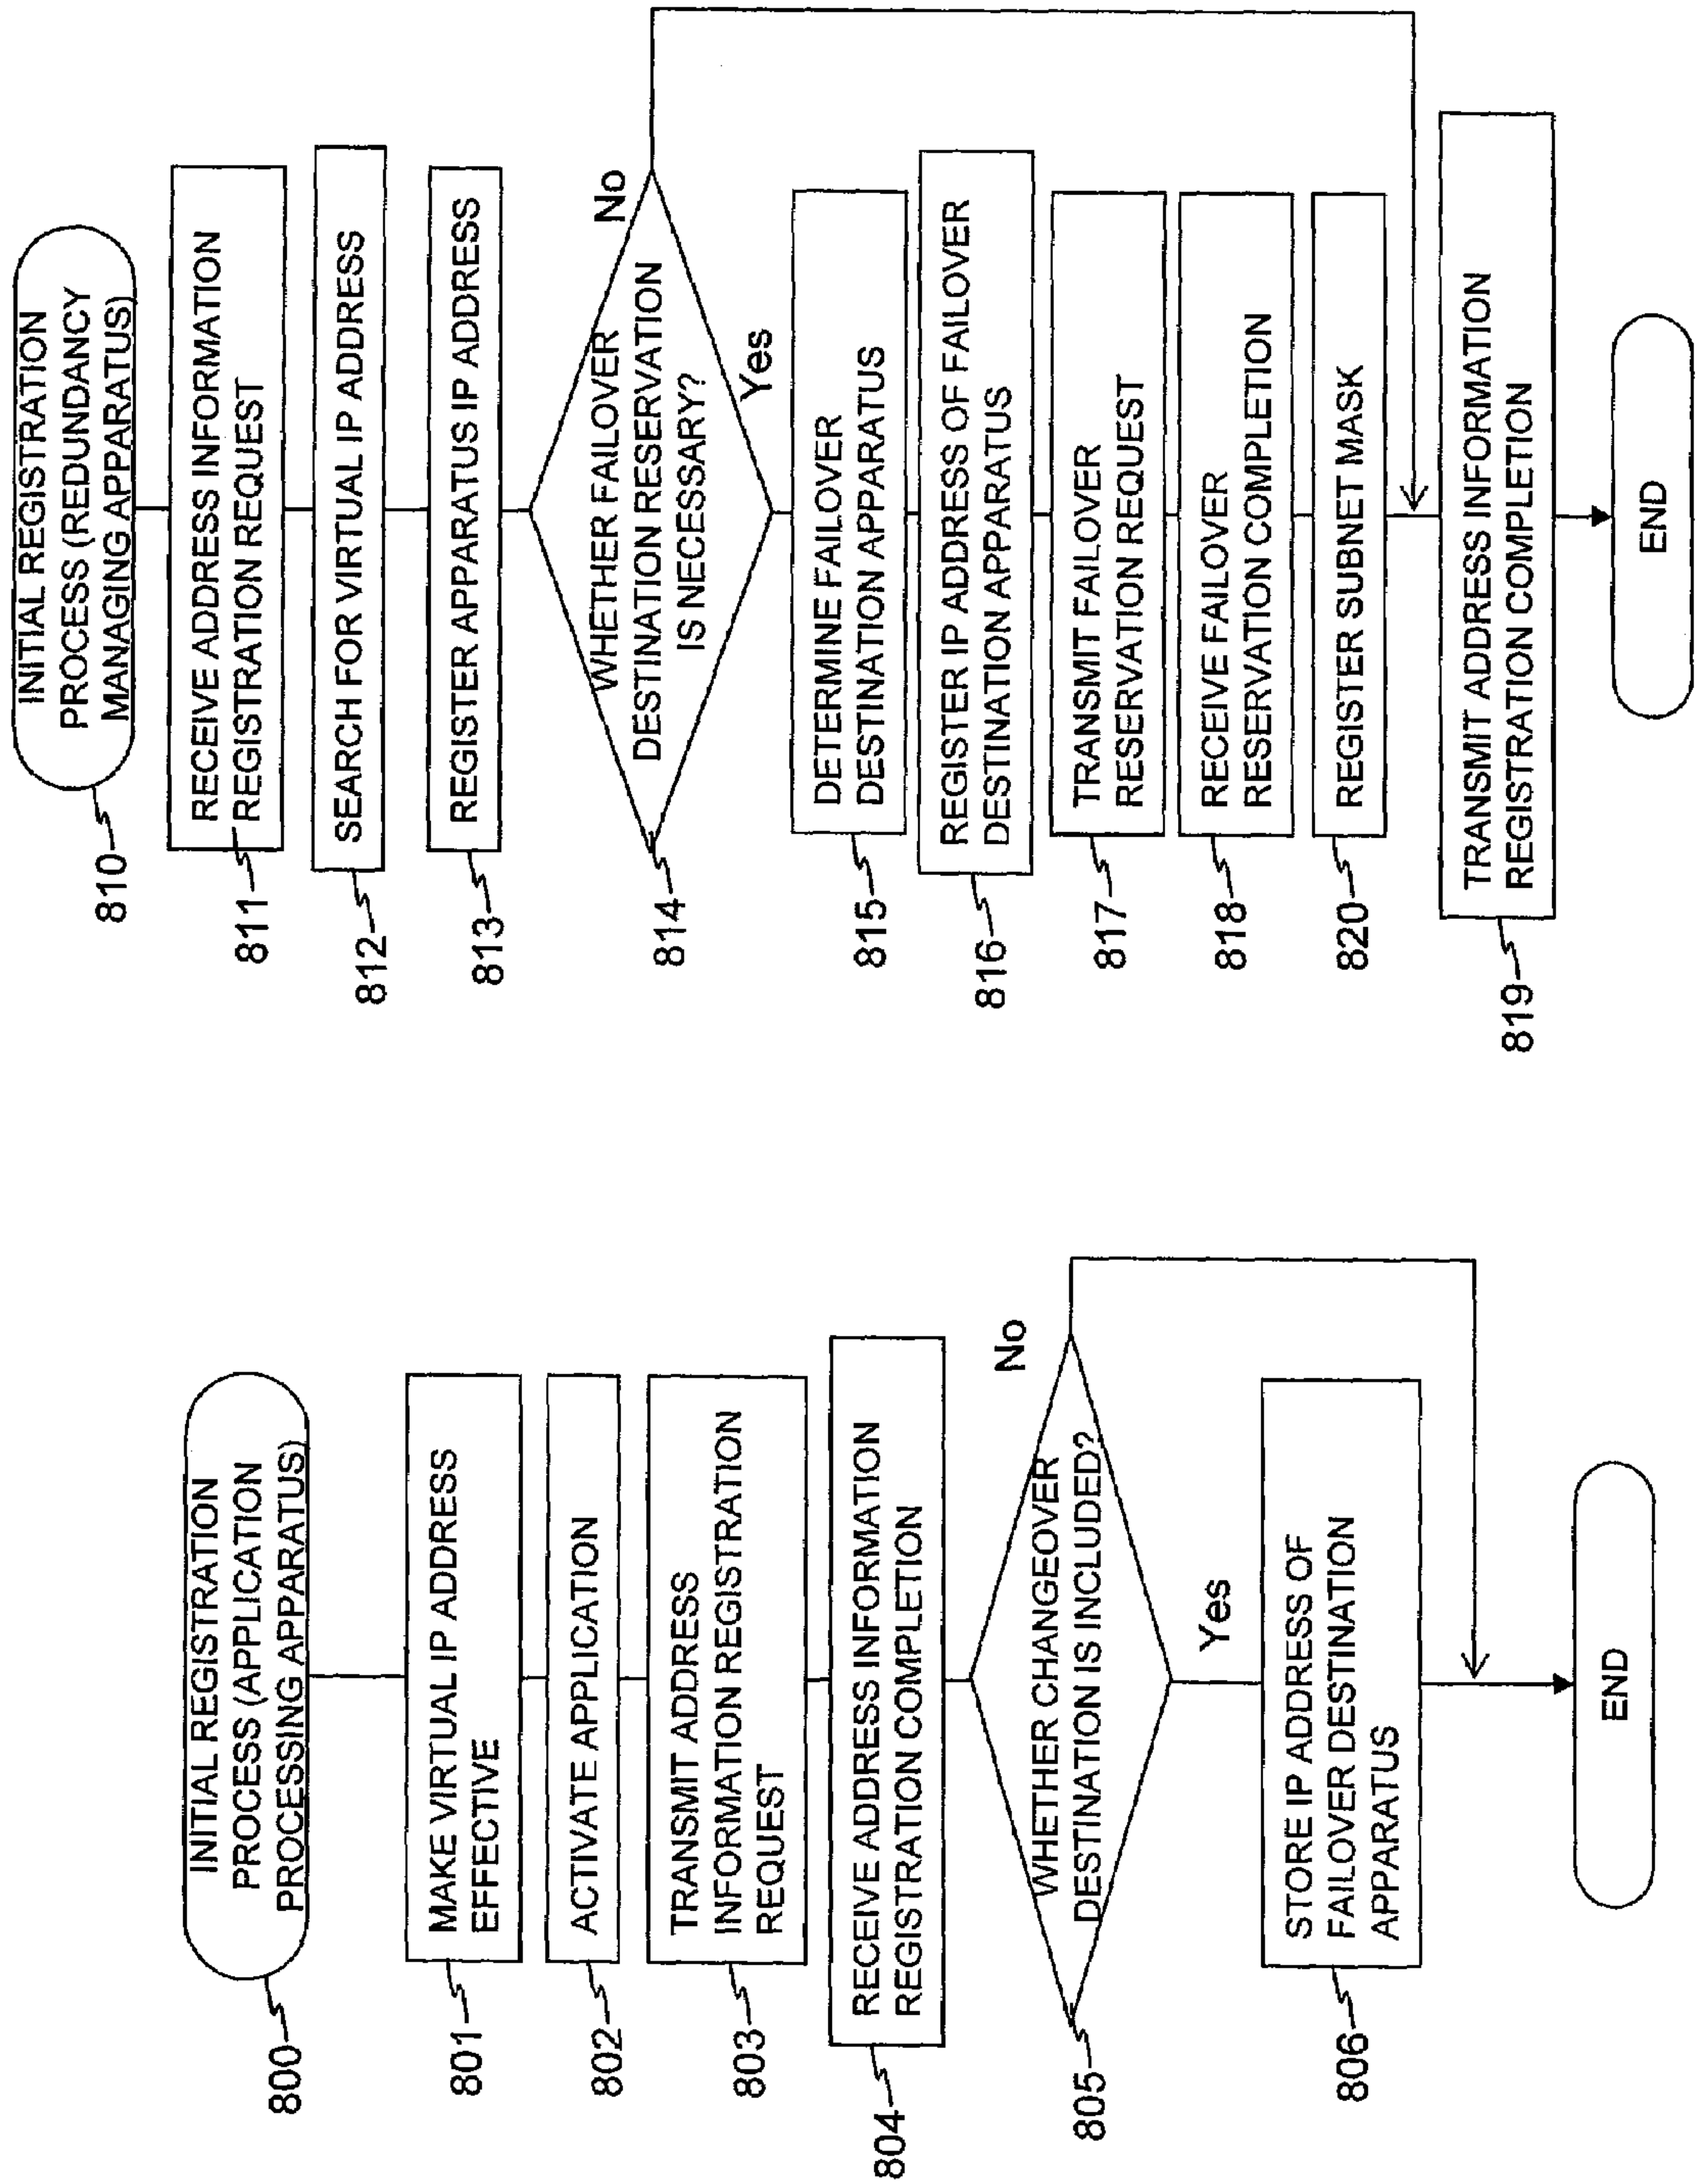 INITIAL REGISTRATION
PROCESS (APPLICATION
PROCESSING APPARATUS)
800
MAKE VIRTUAL IP ADDRESS
EFFECTIVE
801
ACTIVATE APPLICATION
802
TRANSMIT ADDRESS
INFORMATION REGISTRATION
REQUEST
803
RECEIVE ADDRESS INFORMATION
REGISTRATION COMPLETION
804
WHETHER CHANGEOVER
DESTINATION IS INCLUDED?
805
No
Yes
STORE IP ADDRESS OF
FAILOVER DESTINATION
APPARATUS
806
END
INITIAL REGISTRATION
PROCESS (REDUNDANCY
MANAGING APPARATUS)
810
RECEIVE ADDRESS INFORMATION
REGISTRATION REQUEST
811
SEARCH FOR VIRTUAL IP ADDRESS
812
REGISTER APPARATUS IP ADDRESS
813
WHETHER FAILOVER
DESTINATION RESERVATION
IS NECESSARY?
814
No
Yes
DETERMINE FAILOVER
DESTINATION APPARATUS
815
REGISTER IP ADDRESS OF FAILOVER
DESTINATION APPARATUS
816
TRANSMIT FAILOVER
RESERVATION REQUEST
817
RECEIVE FAILOVER
RESERVATION COMPLETION
818
REGISTER SUBNET MASK
820
TRANSMIT ADDRESS INFORMATION
REGISTRATION COMPLETION
819
END